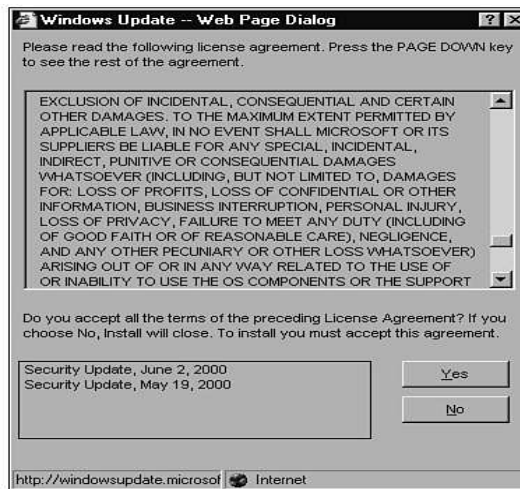 Windows Update -- Web Page Dialog
Please read the following license agreement. Press the PAGE DOWN key
to see the rest of the agreement.
EXCLUSION OF INCIDENTAL, CONSEQUENTIAL AND CERTAIN
OTHER DAMAGES. TO THE MAXIMUM EXTENT PERMITTED BY
APPLICABLE LAW, IN NO EVENT SHALL MICROSOFT OR ITS
SUPPLIERS BE LIABLE FOR ANY SPECIAL, INCIDENTAL,
INDIRECT, PUNITIVE OR CONSEQUENTIAL DAMAGES
WHATSOEVER (INCLUDING, BUT NOT LIMITED TO, DAMAGES
FOR: LOSS OF PROFITS, LOSS OF CONFIDENTIAL OR OTHER
INFORMATION, BUSINESS INTERRUPTION, PERSONAL INJURY,
LOSS OF PRIVACY, FAILURE TO MEET ANY DUTY (INCLUDING
OF GOOD FAITH OR OF REASONABLE CARE), NEGLIGENCE,
AND ANY OTHER PECUNIARY OR OTHER LOSS WHATSOEVER)
ARISING OUT OF OR IN ANY WAY RELATED TO THE USE OF
OR INABILITY TO USE THE OS COMPONENTS OR THE SUPPORT
Do you accept all the terms of the preceding License Agreement? If you
choose No, Install will close. To install you must accept this agreement.
Security Update, June 2, 2000
Security Update, May 19, 2000
Yes
No
http://windowsupdate.microsof Internet